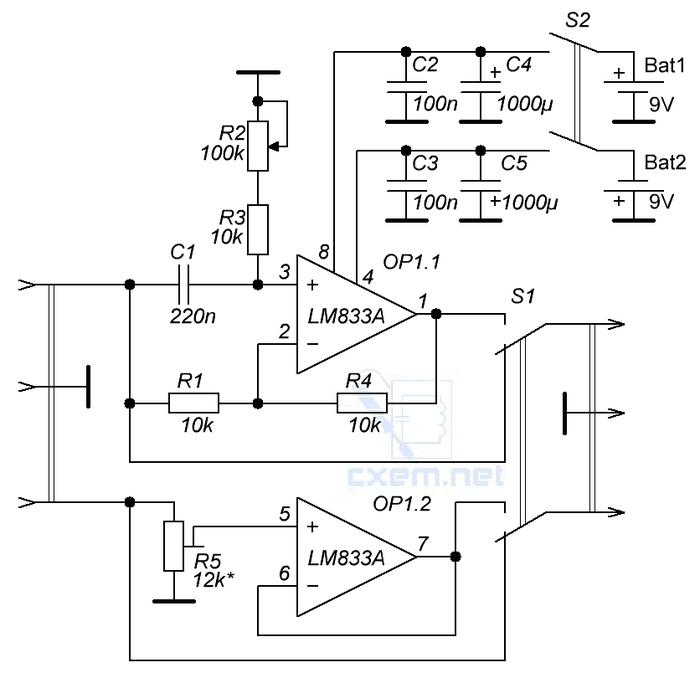 S2
C2
+
C4
+
Bat1
100n
1000µ
9V
R2
100k
C3
C5
Bat2
100n
+1000µ
+
9V
R3
10k
8
4
OP1.1
C1
220n
3
+
LM833A
1
S1
2
−
R1
10k
R4
10k
cxem.net
OP1.2
5
+
LM833A
7
R5
12k*
6
−